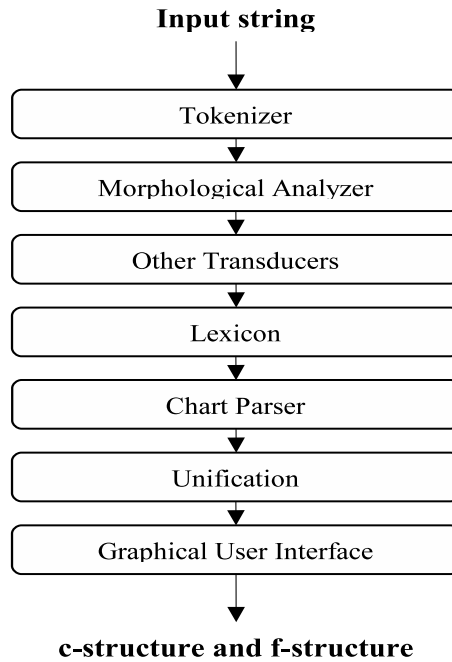 Input string
Tokenizer
Morphological Analyzer
Other Transducers
Lexicon
Chart Parser
Unification
Graphical User Interface
c-structure and f-structure